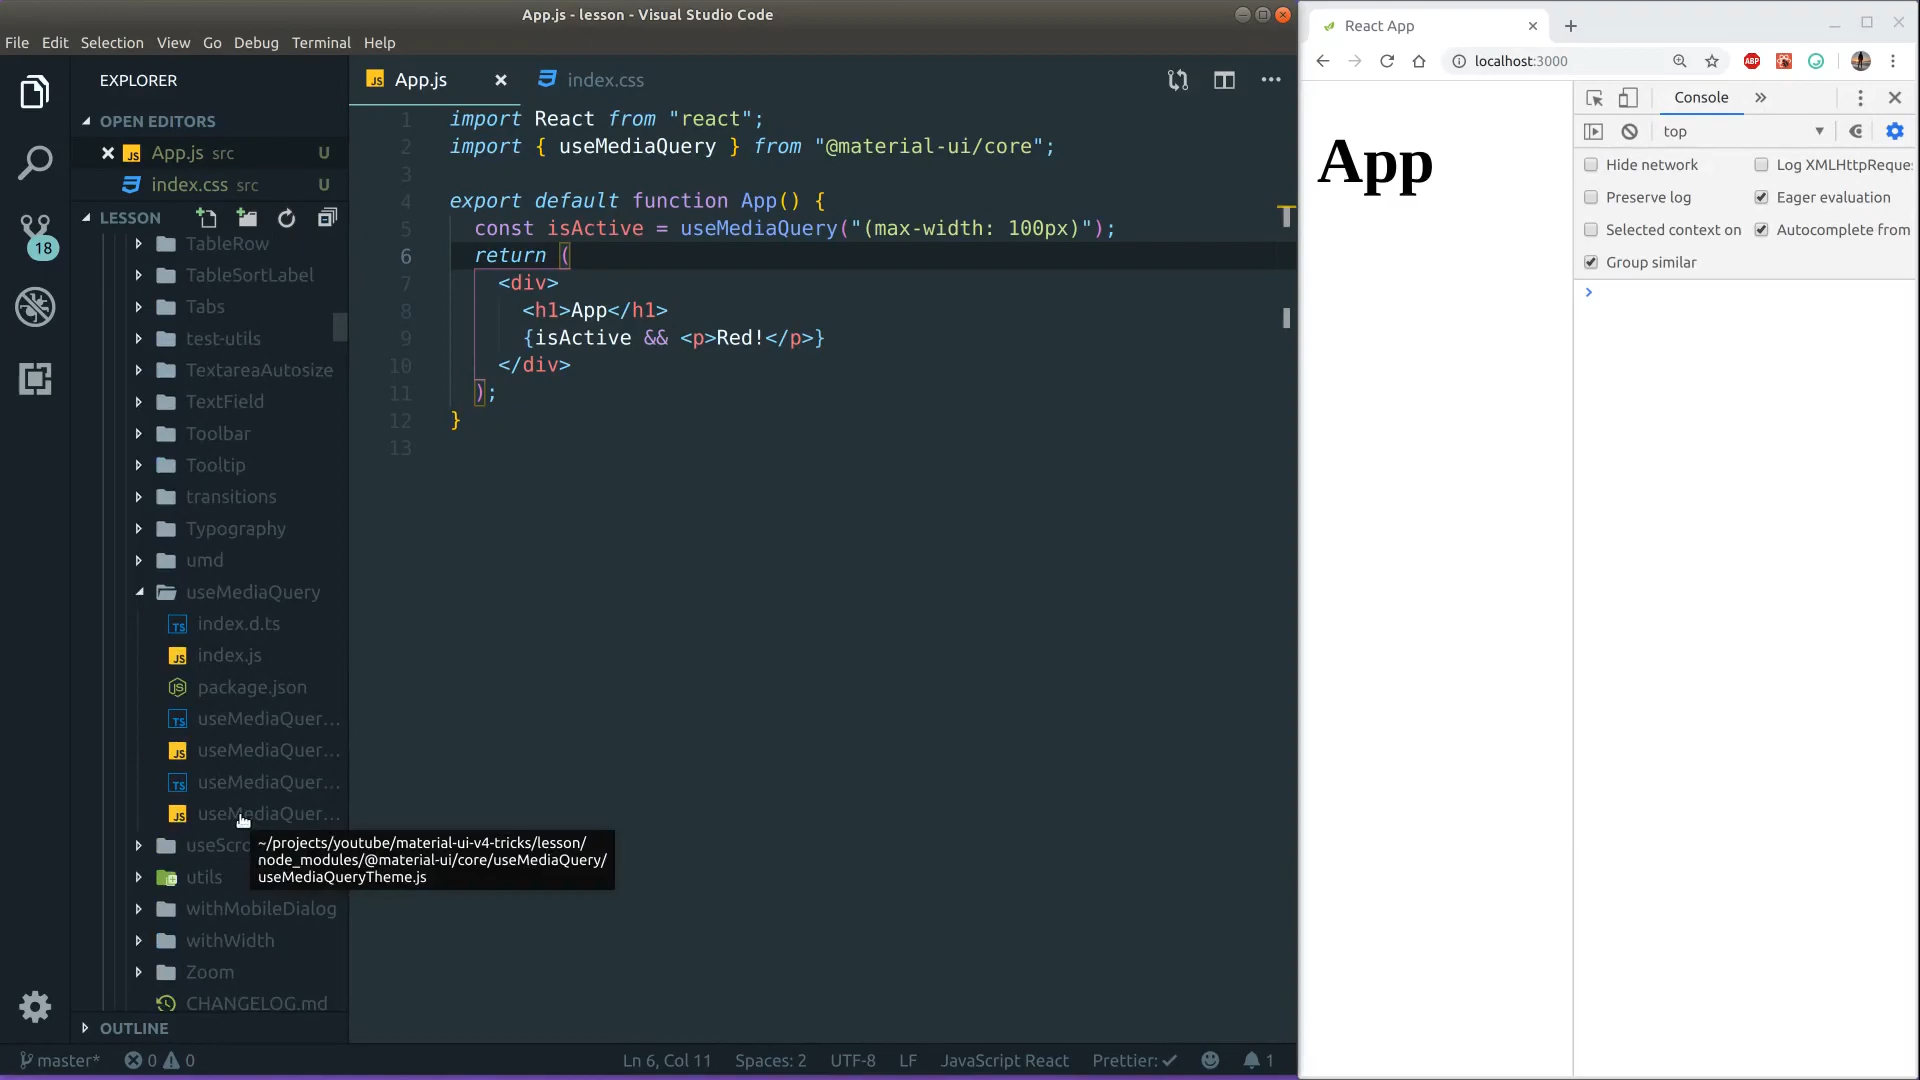 App.js - lesson - Visual Studio Code
File Edit Selection View Go Debug Terminal Help
EXPLORER
OPEN EDITORS
App.js src U
index.css src U
LESSON
18
TableRow
TableSortLabel
Tabs
test-utils
TextareaAutosize
TextField
Toolbar
Tooltip
transitions
Typography
umd
useMediaQuery
index.d.ts
index.js
package.json
useMediaQuer...
useMediaQuer...
useMediaQuer...
useMediaQuer...
useScro
utils
withMobileDialog
withWidth
Zoom
CHANGELOG.md
OUTLINE
~/projects/youtube/material-ui-v4-tricks/lesson/
node_modules/@material-ui/core/useMediaQuery/
useMediaQueryTheme.js
App.js
index.css
1 import React from "react";
2 import { useMediaQuery } from "@material-ui/core";
3
4 export default function App() {
5 const isActive = useMediaQuery("(max-width: 100px)");
6 return (
7 <div>
8 <h1>App</h1>
9 {isActive && <p>Red!</p>}
10 </div>
11 );
12 }
13
master* 0 0 Ln 6, Col 11 Spaces: 2 UTF-8 LF JavaScript React Prettier: ✓ 1
React App
localhost:3000
ABP
App
Console
top
Hide network
Log XMLHttpReque
Preserve log
Eager evaluation
Selected context on
Autocomplete from
Group similar